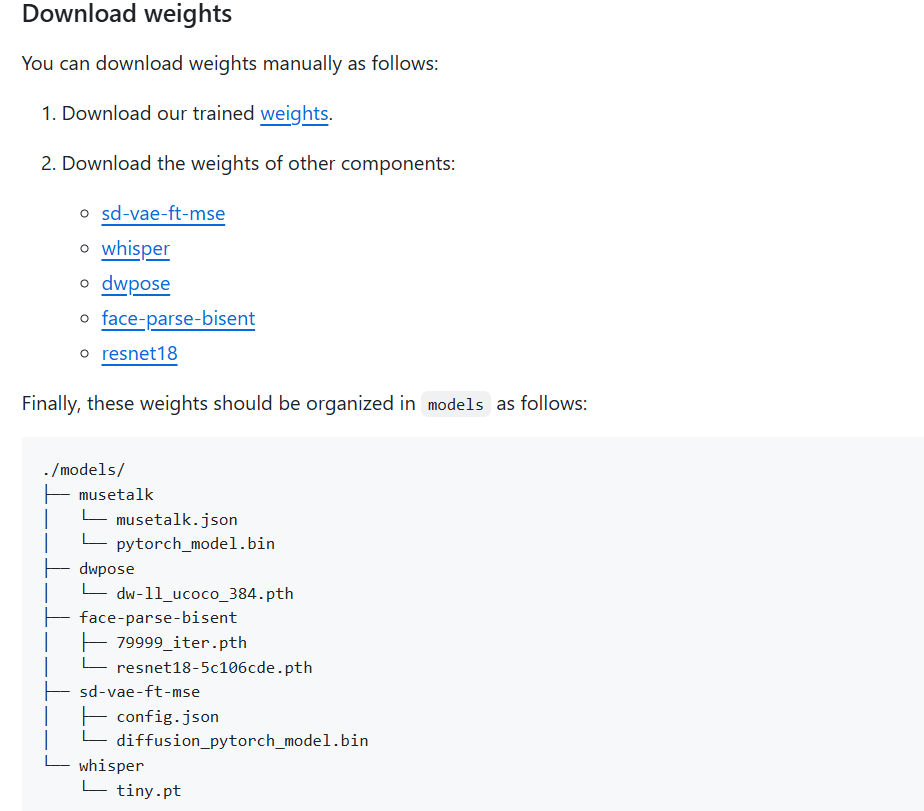 Download weights
You can download weights manually as follows:
1. Download our trained weights.
2. Download the weights of other components:
○ sd-vae-ft-mse
○ whisper
○ dwpose
○ face-parse-bisent
○ resnet18
Finally, these weights should be organized in models as follows:
./models/
├── musetalk
│   └── musetalk.json
│   └── pytorch_model.bin
├── dwpose
│   └── dw-ll_ucoco_384.pth
├── face-parse-bisent
│   ├── 79999_iter.pth
│   └── resnet18-5c106cde.pth
├── sd-vae-ft-mse
│   ├── config.json
│   └── diffusion_pytorch_model.bin
└── whisper
    └── tiny.pt